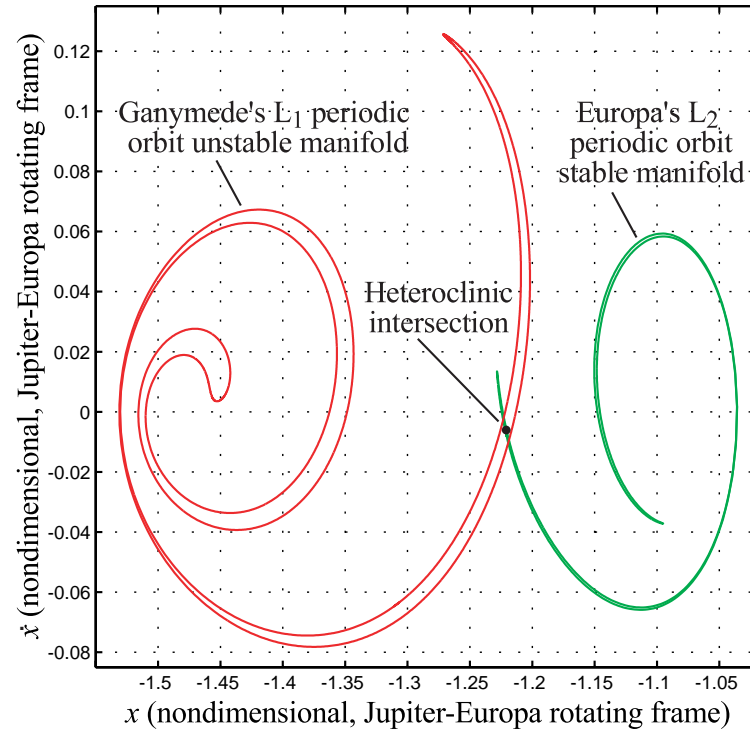 Ganymede's L1 periodic
orbit unstable manifold
Europa's L2
periodic orbit
stable manifold
Heteroclinic
intersection
0.12
0.1
0.08
0.06
0.04
0.02
0
-0.02
-0.04
-0.06
-0.08
-1.5
-1.45
-1.4
-1.35
-1.3
-1.25
-1.2
-1.15
-1.1
-1.05
ẋ (nondimensional, Jupiter-Europa rotating frame)
x (nondimensional, Jupiter-Europa rotating frame)